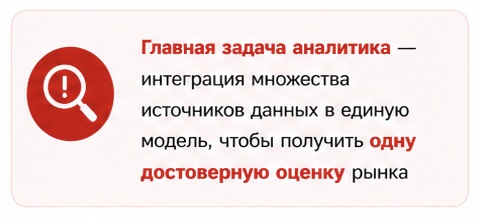 Главная задача аналитика —
интеграция множества
источников данных в единую
модель, чтобы получить одну
достоверную оценку рынка